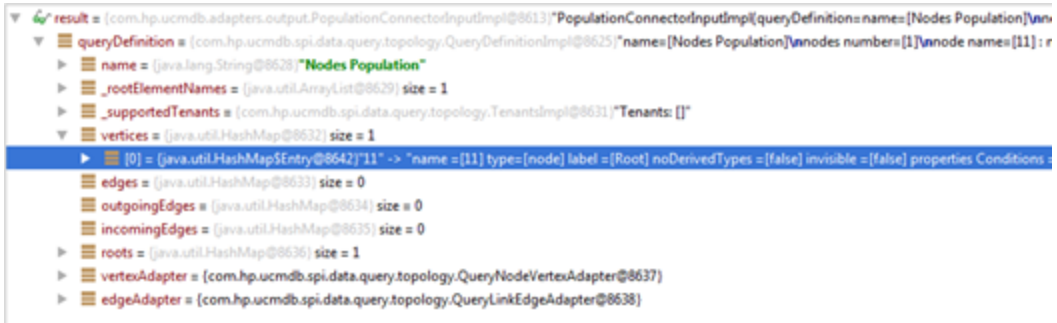 result = {com.hp.ucmdb.adapters.output.PopulationConnectorInputImpl@8613}"PopulationConnectorInputImpl(queryDefinition=name=[Nodes Population]\nn
queryDefinition = {com.hp.ucmdb.spi.data.query.topology.QueryDefinitionImpl@8625}"name=[Nodes Population]\nnodes number=[1]\nnode name=[11] : n
name = {java.lang.String@8628}"Nodes Population"
_rootElementNames = {java.util.ArrayList@8629} size = 1
_supportedTenants = {com.hp.ucmdb.spi.data.query.topology.TenantsImpl@8631}"Tenants: []"
vertices = {java.util.HashMap@8632} size = 1
[0] = {java.util.HashMap$Entry@8642}"11" -> "name =[11] type=[node] label =[Root] noDerivedTypes =[false] invisible =[false] properties Conditions =
edges = {java.util.HashMap@8633} size = 0
outgoingEdges = {java.util.HashMap@8634} size = 0
incomingEdges = {java.util.HashMap@8635} size = 0
roots = {java.util.HashMap@8636} size = 1
vertexAdapter = {com.hp.ucmdb.spi.data.query.topology.QueryNodeVertexAdapter@8637}
edgeAdapter = {com.hp.ucmdb.spi.data.query.topology.QueryLinkEdgeAdapter@8638}